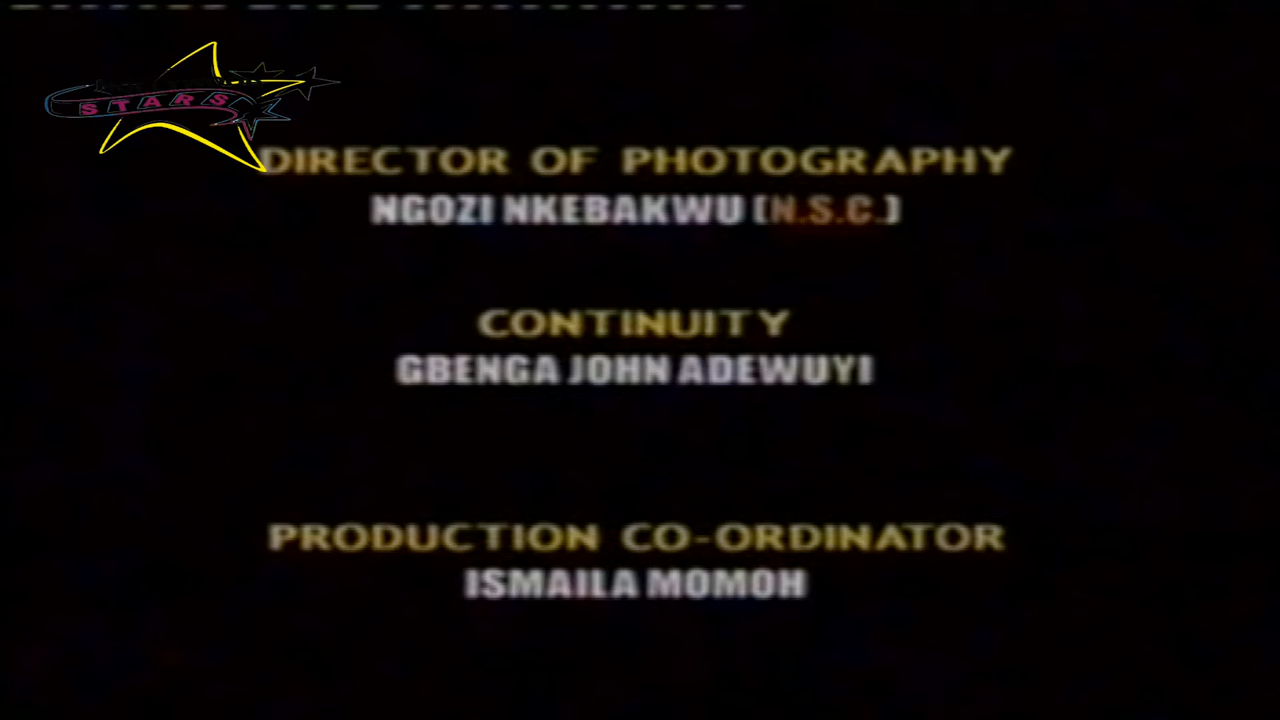 STARS
DIRECTOR OF PHOTOGRAPHY
NGOZI NKEBAKWU (N.S.C.)
CONTINUITY
GBENGA JOHN ADEWUYI
PRODUCTION CO-ORDINATOR
ISMAILA MOMOH